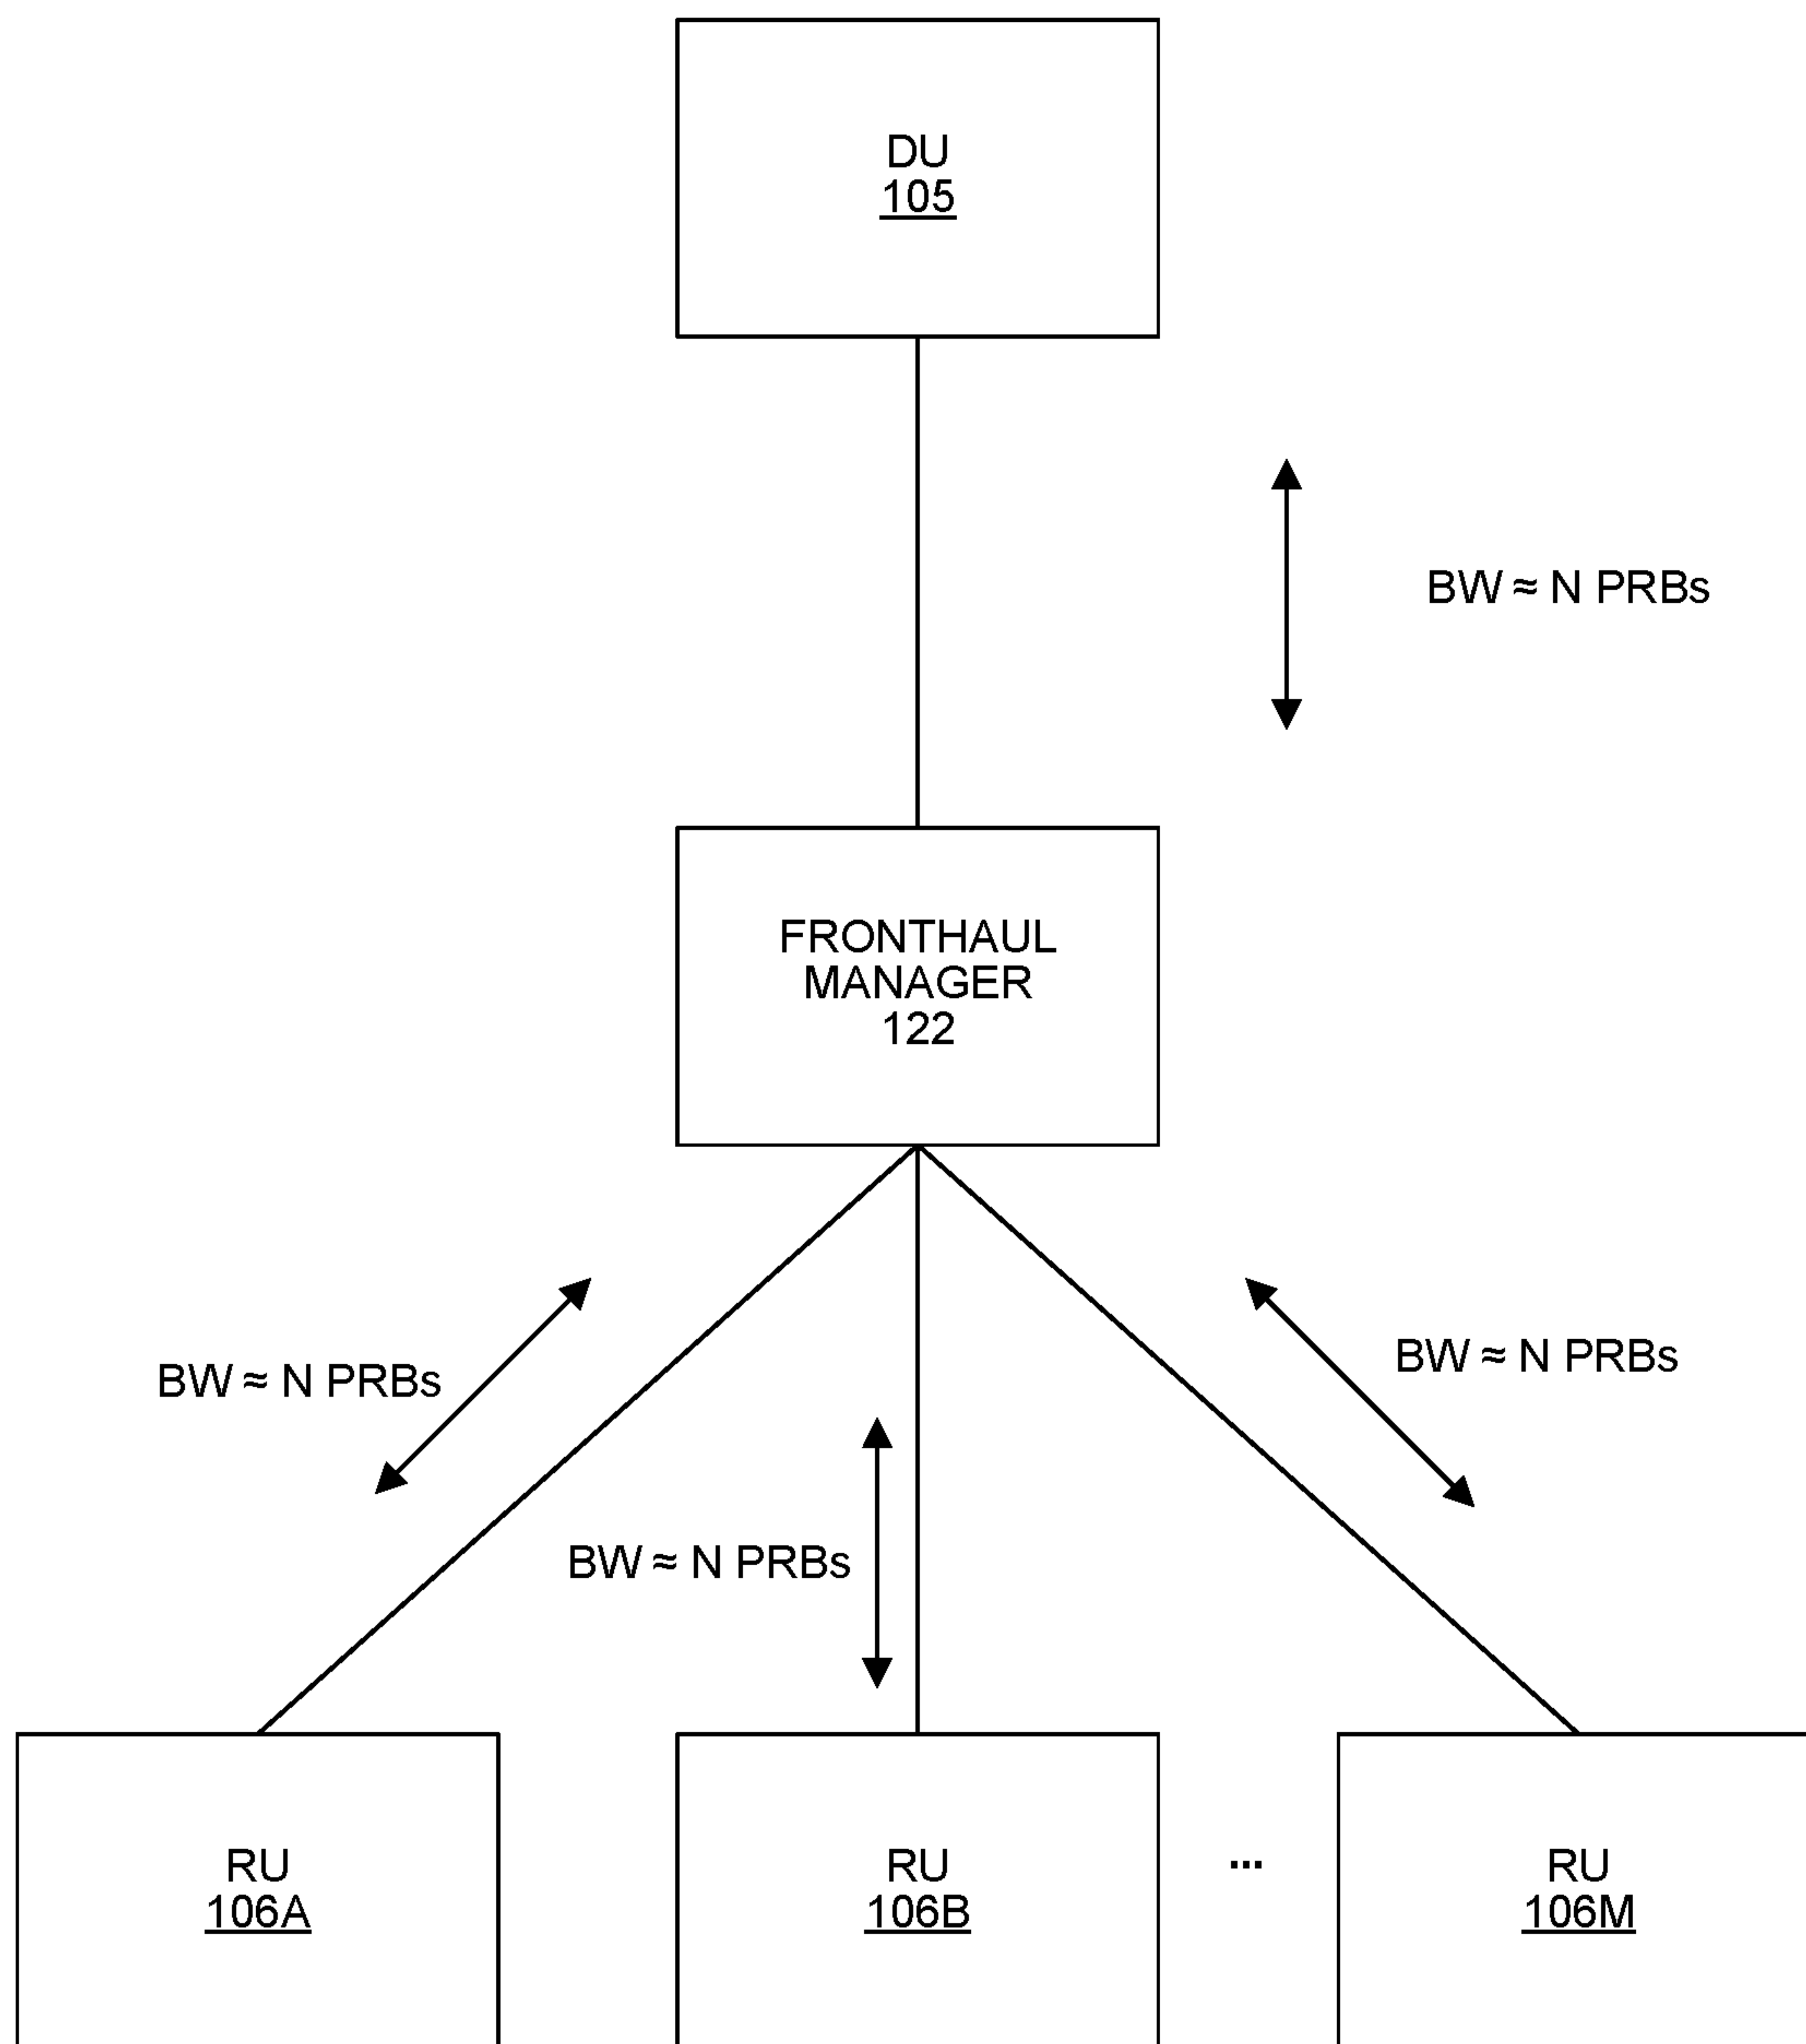 DU
105
BW ≈ N PRBs
FRONTHAUL
MANAGER
122
BW ≈ N PRBs
BW ≈ N PRBs
BW ≈ N PRBs
RU
106A
RU
106B
...
RU
106M